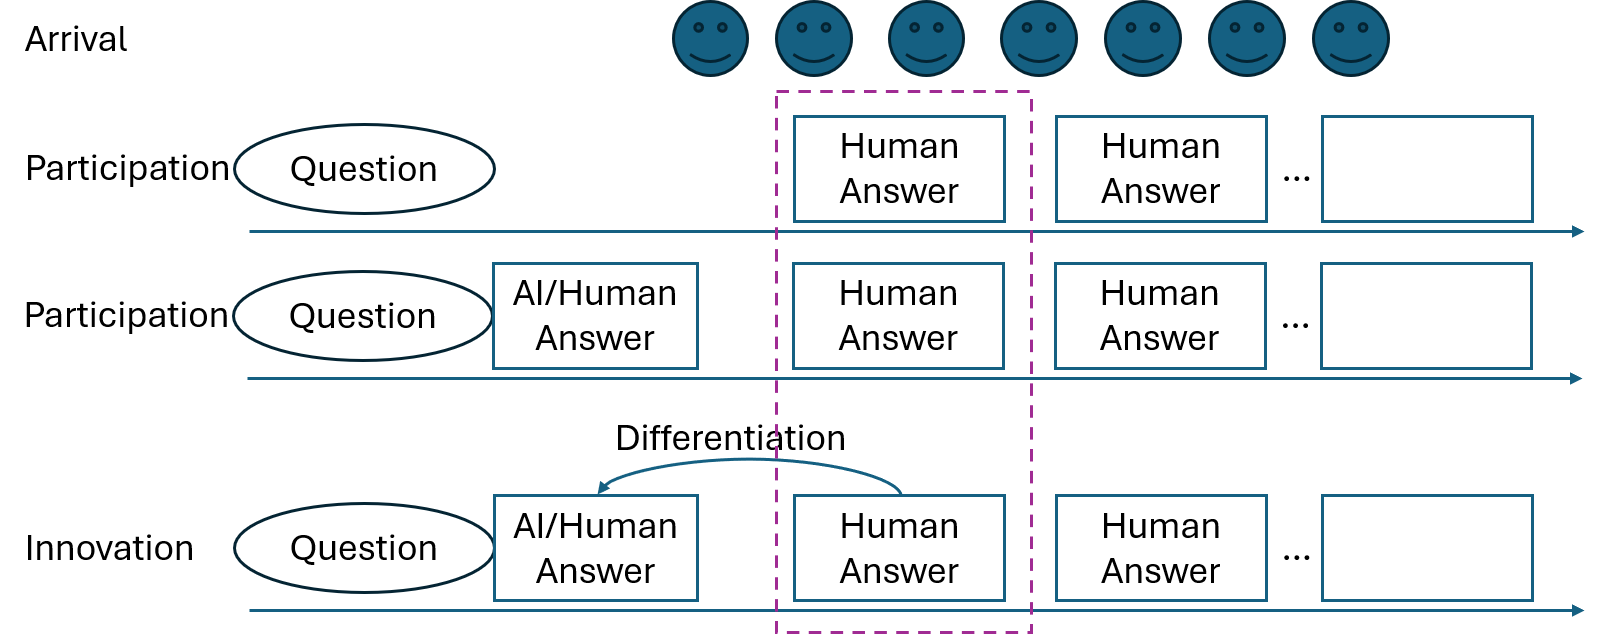 Arrival
Participation
Question
Human
Answer
Human
Answer
...
Participation
Question
AI/Human
Answer
Human
Answer
Human
Answer
...
Differentiation
Innovation
Question
AI/Human
Answer
Human
Answer
Human
Answer
...